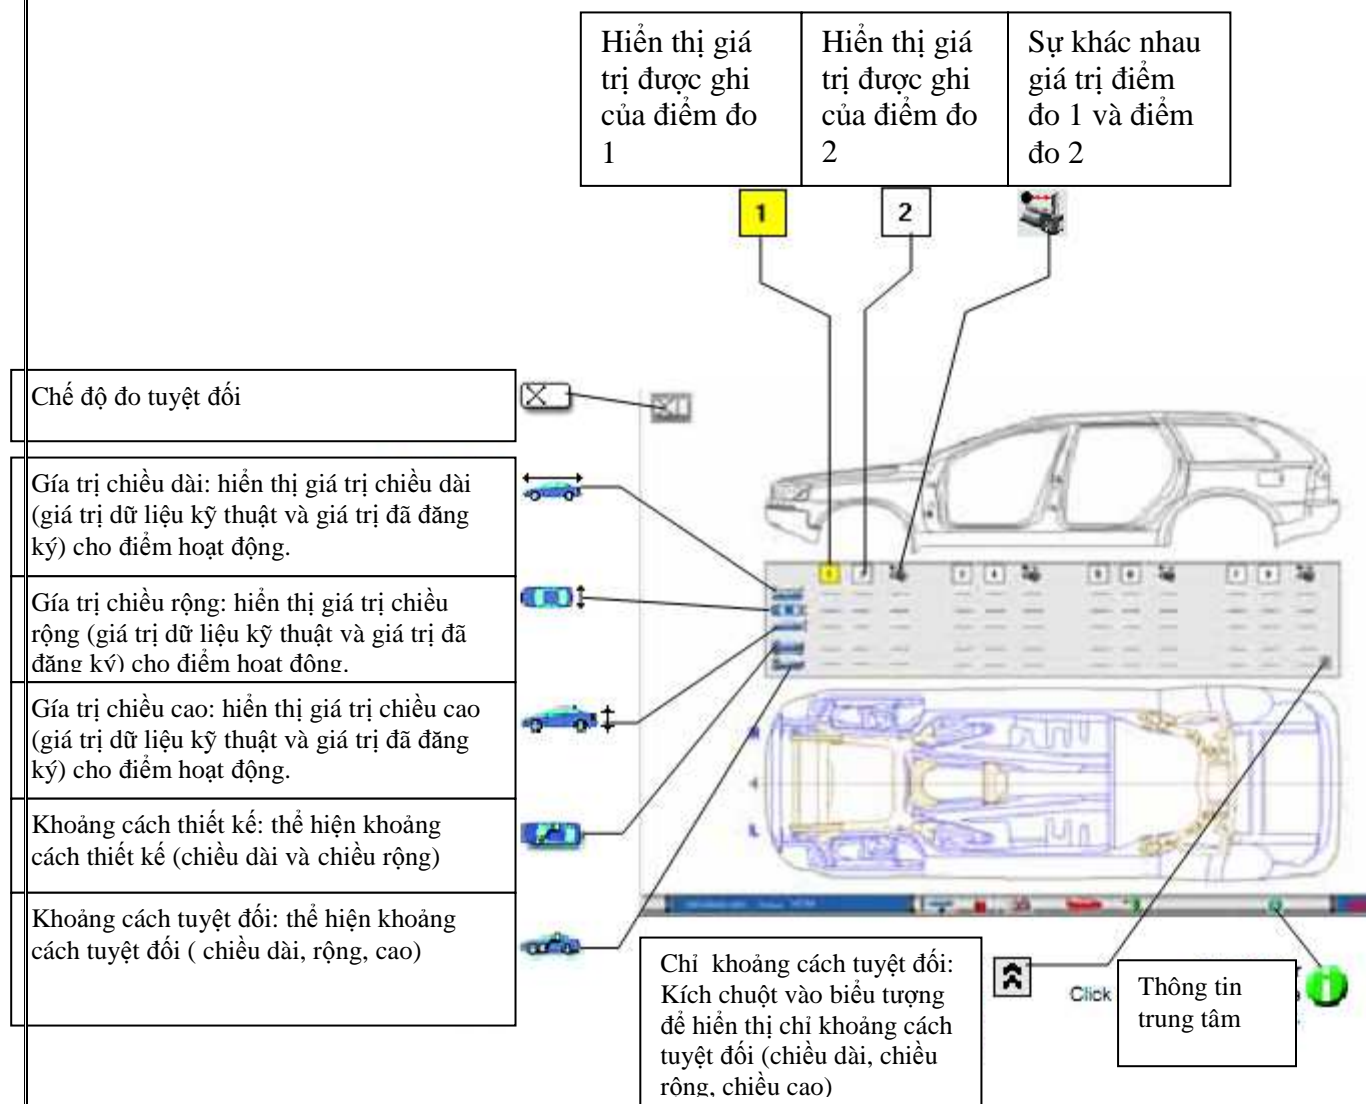 Hiển thị giá
trị được ghi
của điểm đo
1
Hiển thị giá
trị được ghi
của điểm đo
2
Sự khác nhau
giá trị điểm
đo 1 và điểm
đo 2
1
2
Chế độ đo tuyệt đối
Gía trị chiều dài: hiển thị giá trị chiều dài
(giá trị dữ liệu kỹ thuật và giá trị đã đăng
ký) cho điểm hoạt động.
Gía trị chiều rộng: hiển thị giá trị chiều
rộng (giá trị dữ liệu kỹ thuật và giá trị đã
đăng ký) cho điểm hoạt động.
Gía trị chiều cao: hiển thị giá trị chiều cao
(giá trị dữ liệu kỹ thuật và giá trị đã đăng
ký) cho điểm hoạt động.
Khoảng cách thiết kế: thể hiện khoảng
cách thiết kế (chiều dài và chiều rộng)
Khoảng cách tuyệt đối: thể hiện khoảng
cách tuyệt đối ( chiều dài, rộng, cao)
Chỉ khoảng cách tuyệt đối:
Kích chuột vào biểu tượng
để hiển thị chỉ khoảng cách
tuyệt đối (chiều dài, chiều
rộng, chiều cao)
Click
Thông tin
trung tâm